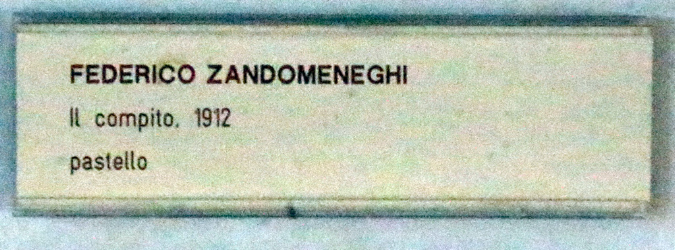 FEDERICO ZANDOMENEGHI
Il compito, 1912
pastello